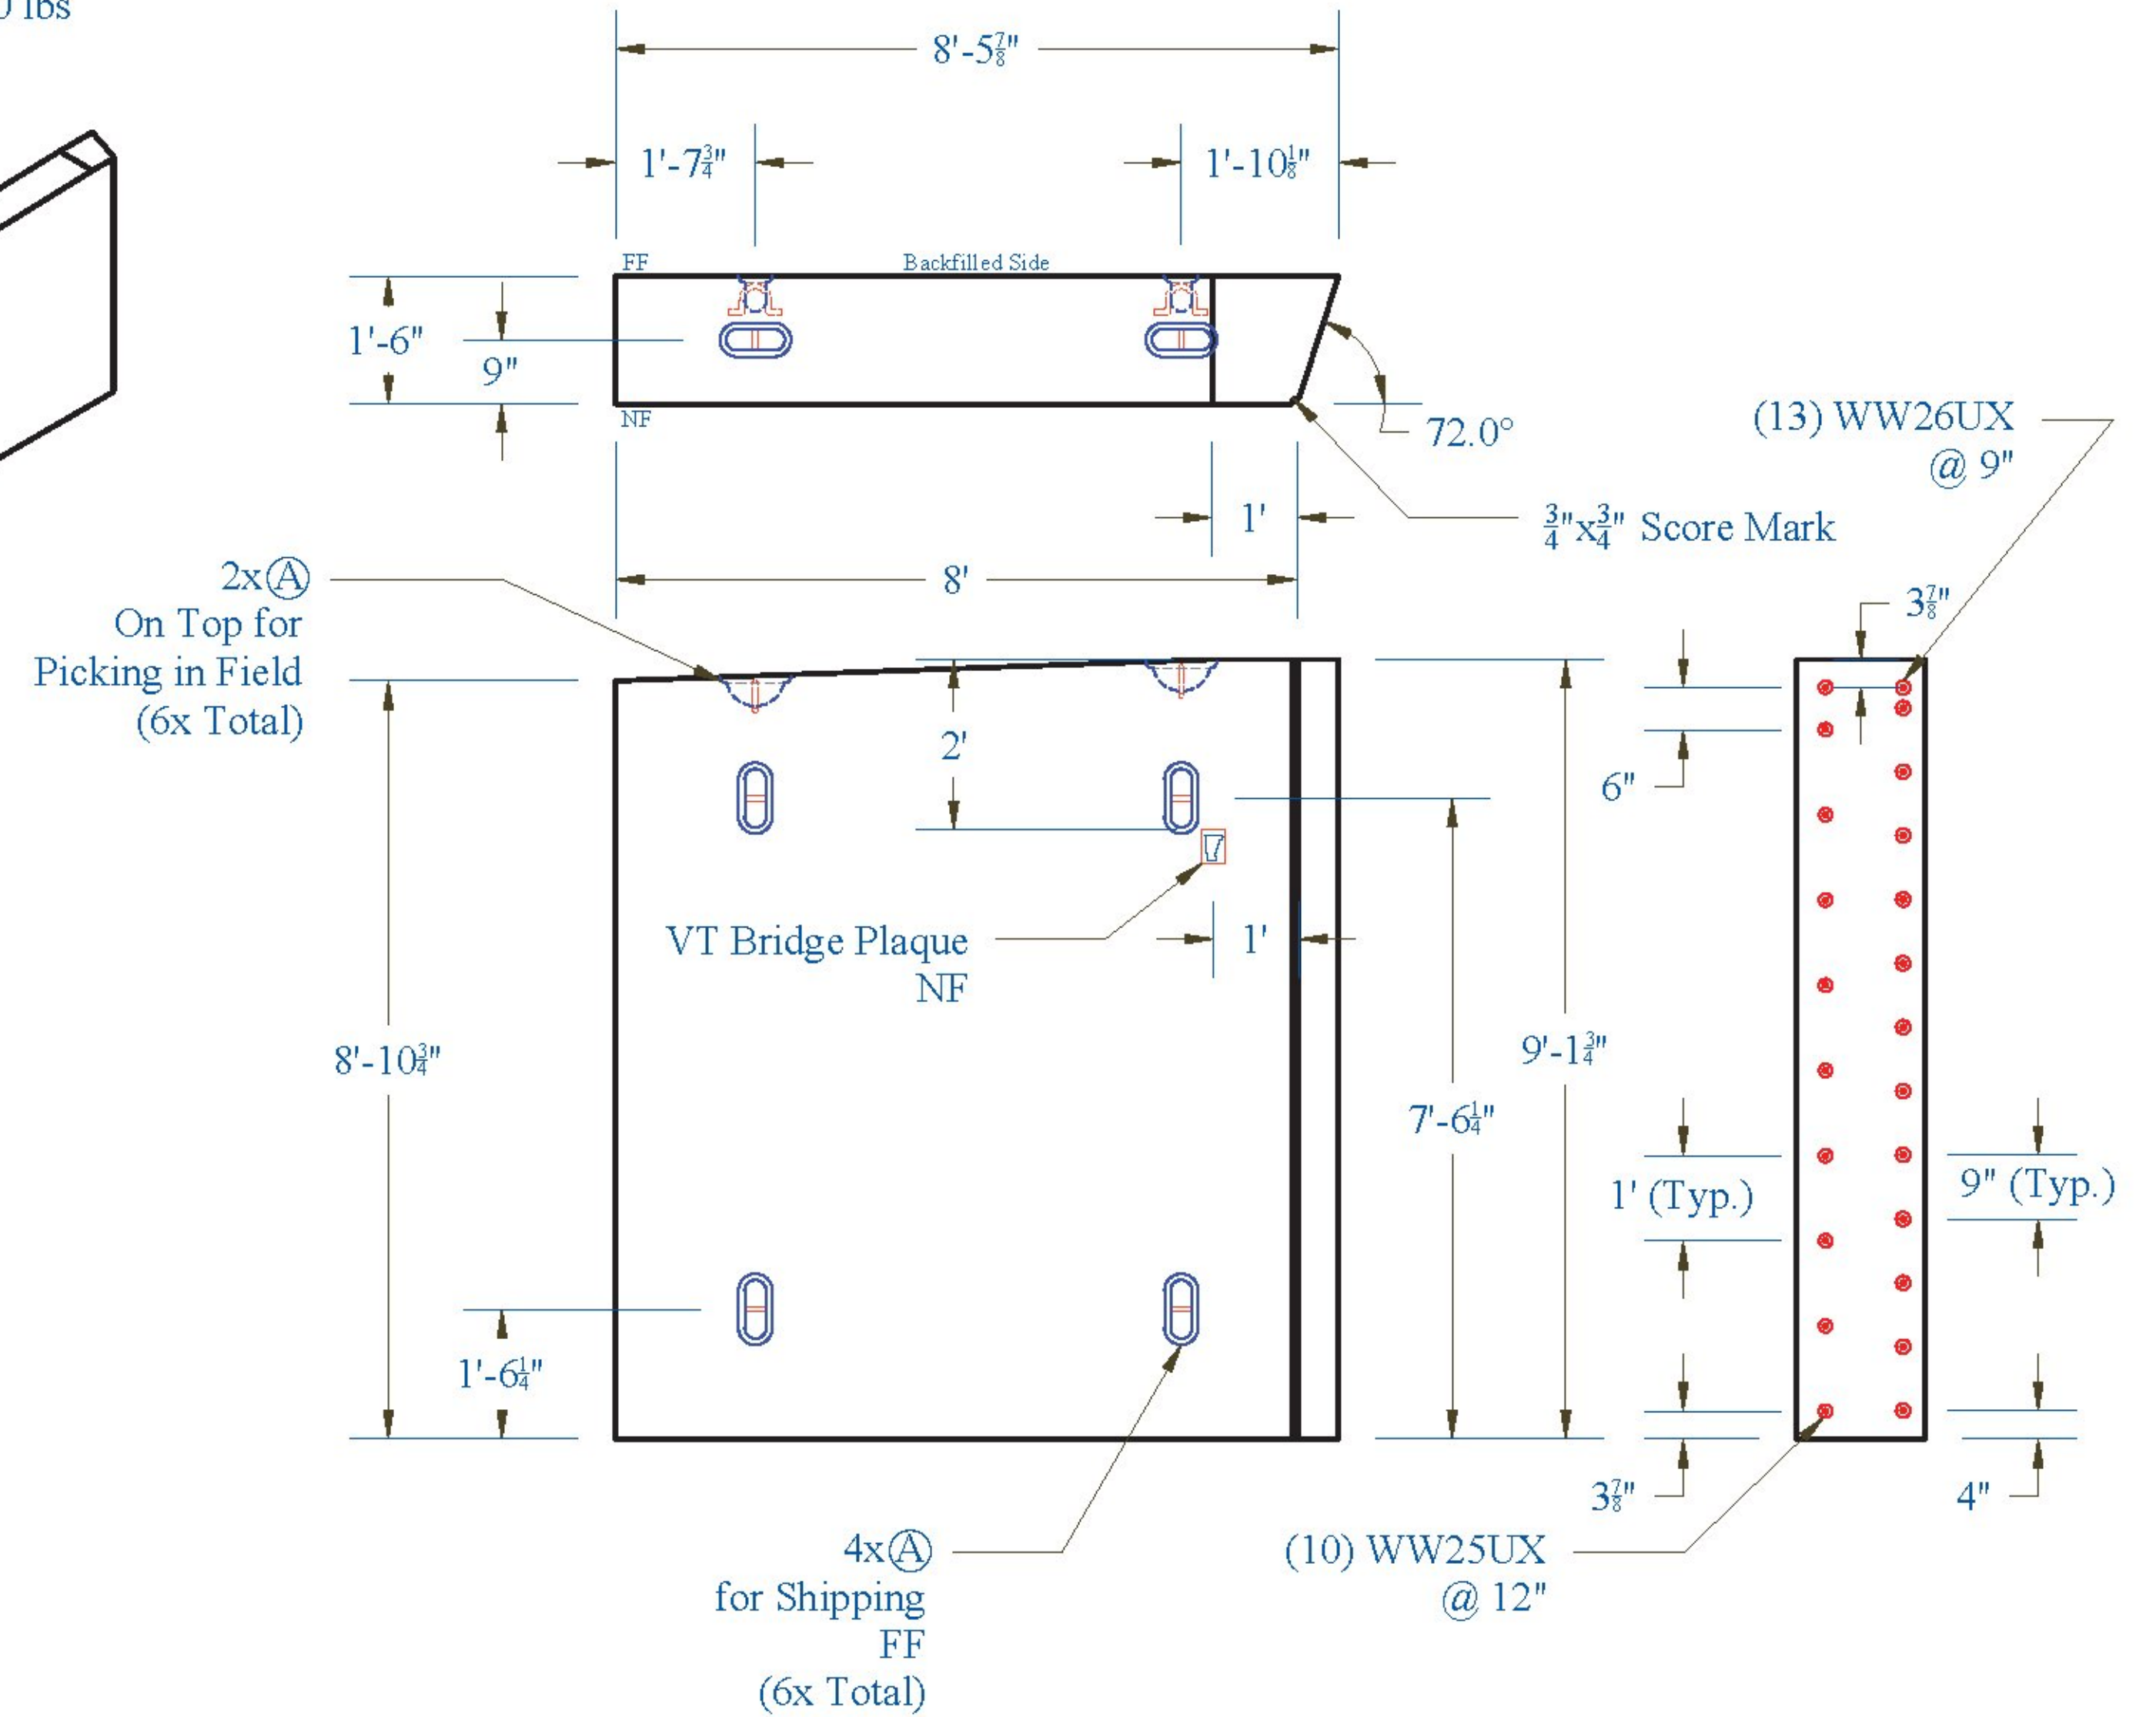 lbs
8'-5⅞"
1'-7¾"
1'-10⅛"
FF
Backfilled Side
1'-6"
9"
NF
72.0°
(13) WW26UX
@ 9"
1'
¾"x¾" Score Mark
8'
2x(A)
On Top for
Picking in Field
(6x Total)
3⅞"
2'
6"
VT Bridge Plaque
NF
1'
8'-10¾"
9'-1¾"
7'-6¼"
1' (Typ.)
9" (Typ.)
1'-6¼"
3⅞"
4"
4x(A)
for Shipping
FF
(6x Total)
(10) WW25UX
@ 12"